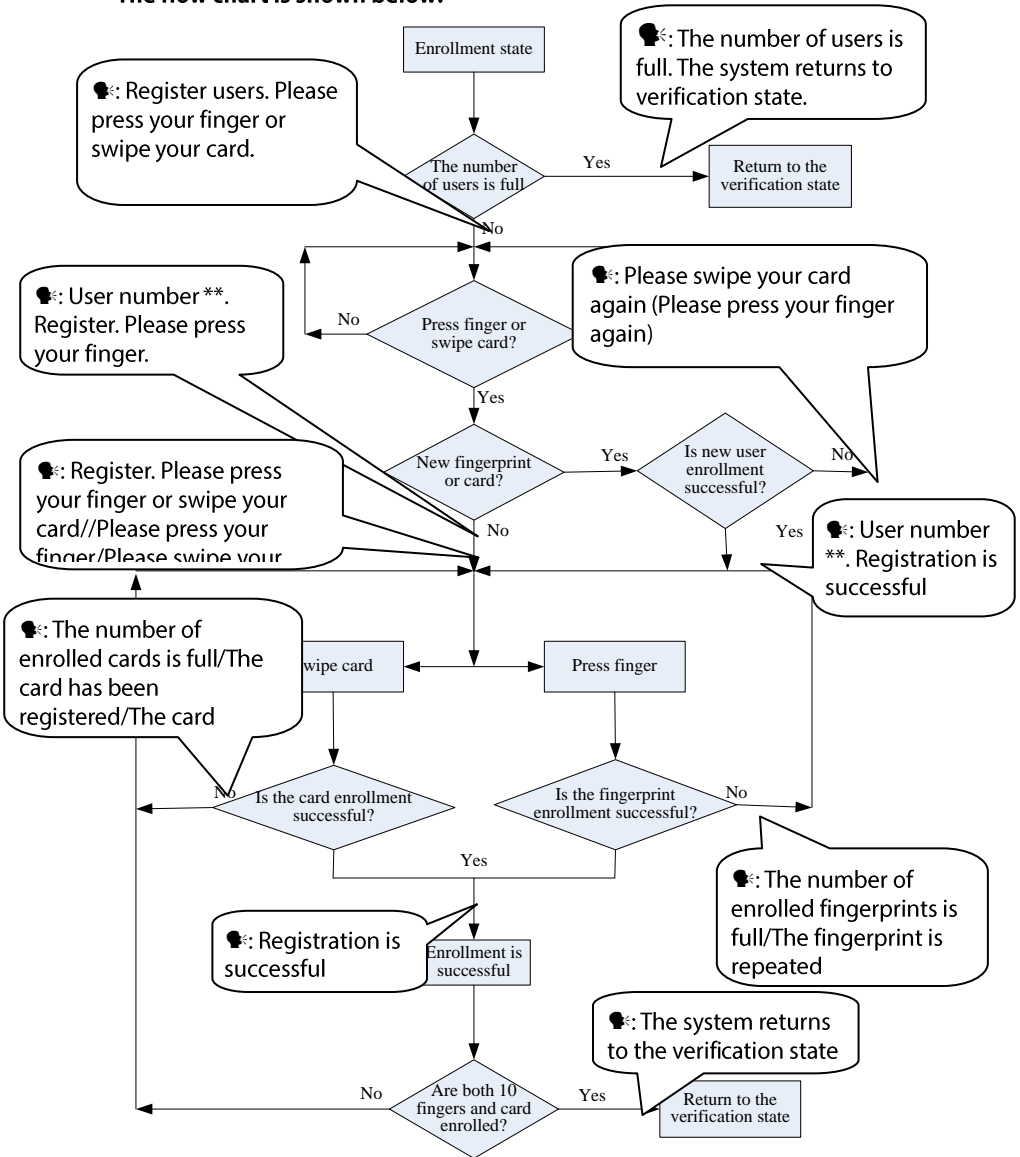 The flow chart is shown below:
Enrollment state
: The number of users is
full. The system returns to
verification state.
: Register users. Please
press your finger or
swipe your card.
The number
of users is full
Yes
Return to the
verification state
No
: Please swipe your card
again (Please press your finger
again)
: User number **.
Register. Please press
your finger.
No
Press finger or
swipe card?
Yes
New fingerprint
or card?
Yes
Is new user
enrollment
successful?
No
: Register. Please press
your finger or swipe your
card//Please press your
finger/Please swipe your
No
Yes
: User number
**. Registration is
successful
: The number of
enrolled cards is full/The
card has been
registered/The card
wipe card
Press finger
No
Is the card enrollment
successful?
Is the fingerprint
enrollment successful?
No
Yes
: The number of
enrolled fingerprints is
full/The fingerprint is
repeated
: Registration is
successful
Enrollment is
successful
: The system returns
to the verification state
No
Are both 10
fingers and card
enrolled?
Yes
Return to the
verification state